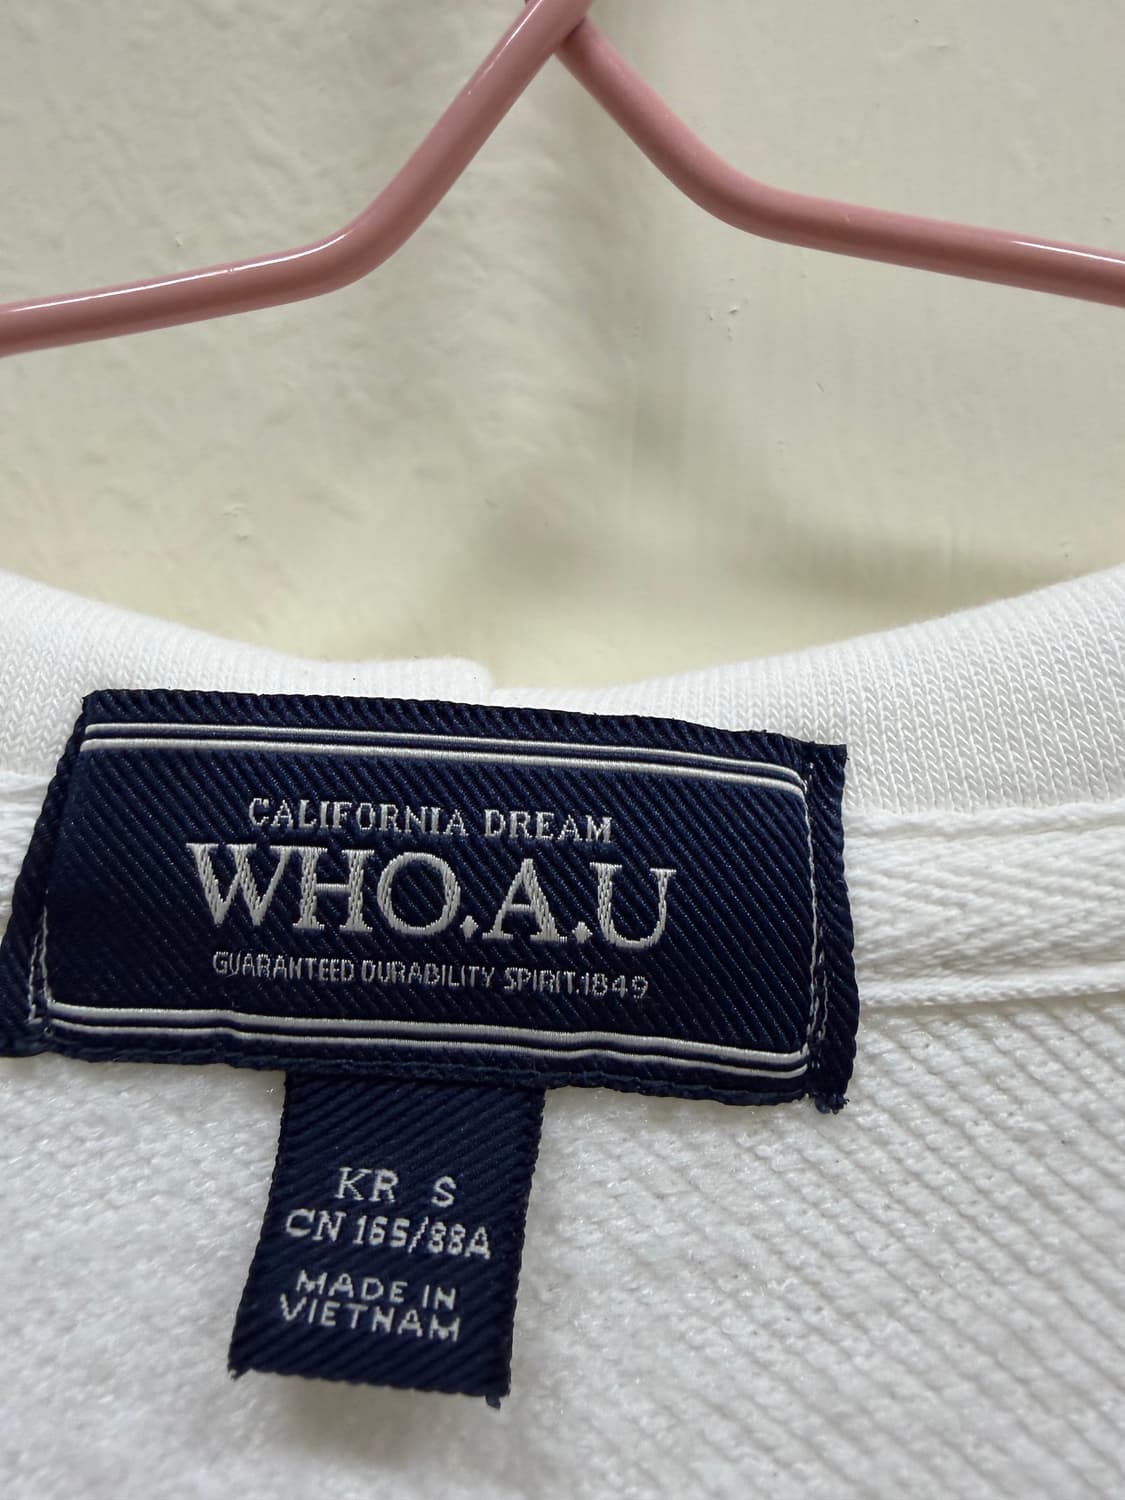 CALIFORNIA DREAM
WHO.A.U
GUARANTEED DURABILITY SPIRIT.1849
KR S
CN 165/88A
MADE IN
VIETNAM